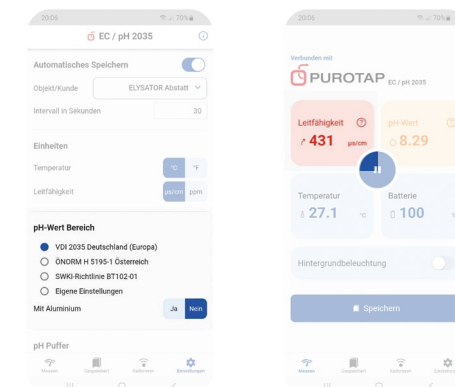 20:06
70%
EC / pH 2035
Automatisches Speichern
Objekt/Kunde
ELYSATOR Abstatt
Intervall in Sekunden
30
Einheiten
Temperatur
°C °F
Leitfähigkeit
µs/cm ppm
pH-Wert Bereich
VDI 2035 Deutschland (Europa)
ÖNORM H 5195-1 Österreich
SWKI-Richtlinie BT102-01
Eigene Einstellungen
Mit Aluminium
Ja Nein
pH Puffer
Messen
Gespeichert
Kalibrieren
Einstellungen
20:06
70%
Verbunden mit
PUROTAP
EC / pH 2035
Leitfähigkeit
431 µs/cm
pH-Wert
8.29
Temperatur
27.1 °C
Batterie
100
Hintergrundbeleuchtung
Speichern
Messen
Gespeichert
Kalibrieren